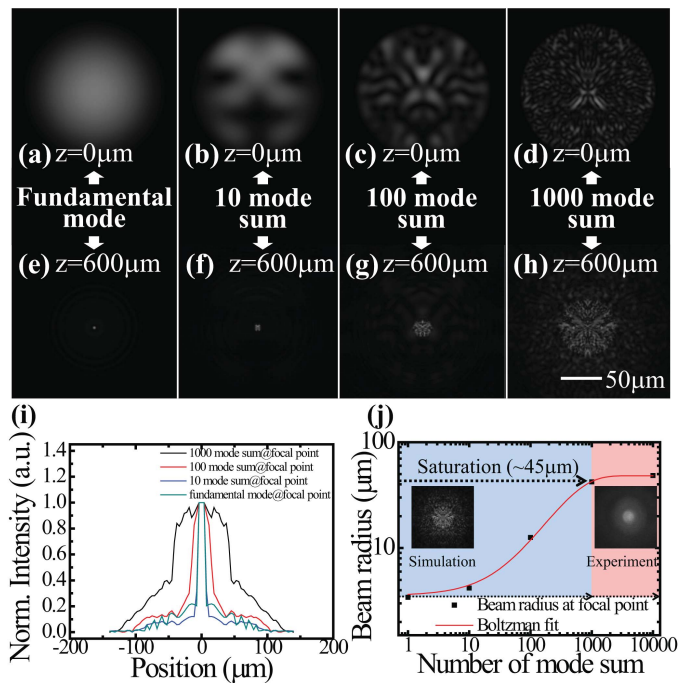 (a) z=0μm
(b) z=0μm
(c) z=0μm
(d) z=0μm
Fundamental
mode
10 mode
sum
100 mode
sum
1000 mode
sum
(e) z=600μm
(f) z=600μm
(g) z=600μm
(h) z=600μm
50μm
(i)
Norm. Intensity (a.u.)
1.4
1.2
1.0
0.8
0.6
0.4
0.2
0.0
1000 mode sum@focal point
100 mode sum@focal point
10 mode sum@focal point
fundamental mode@focal point
-200
-100
0
100
200
Position (μm)
(j)
Beam radius (μm)
100
10
Saturation (~45μm)
Simulation
Experiment
Beam radius at focal point
Boltzman fit
1
10
100
1000
10000
Number of mode sum